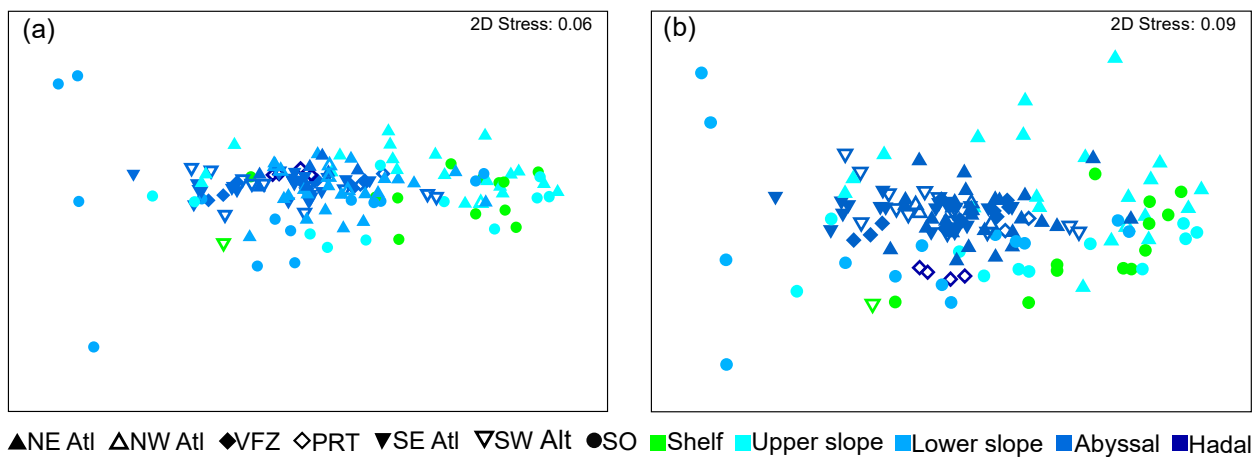 (a) 2D Stress: 0.06
(b) 2D Stress: 0.09
NE Atl NW Atl VFZ PRT SE Atl SW Alt SO Shelf Upper slope Lower slope Abyssal Hadal